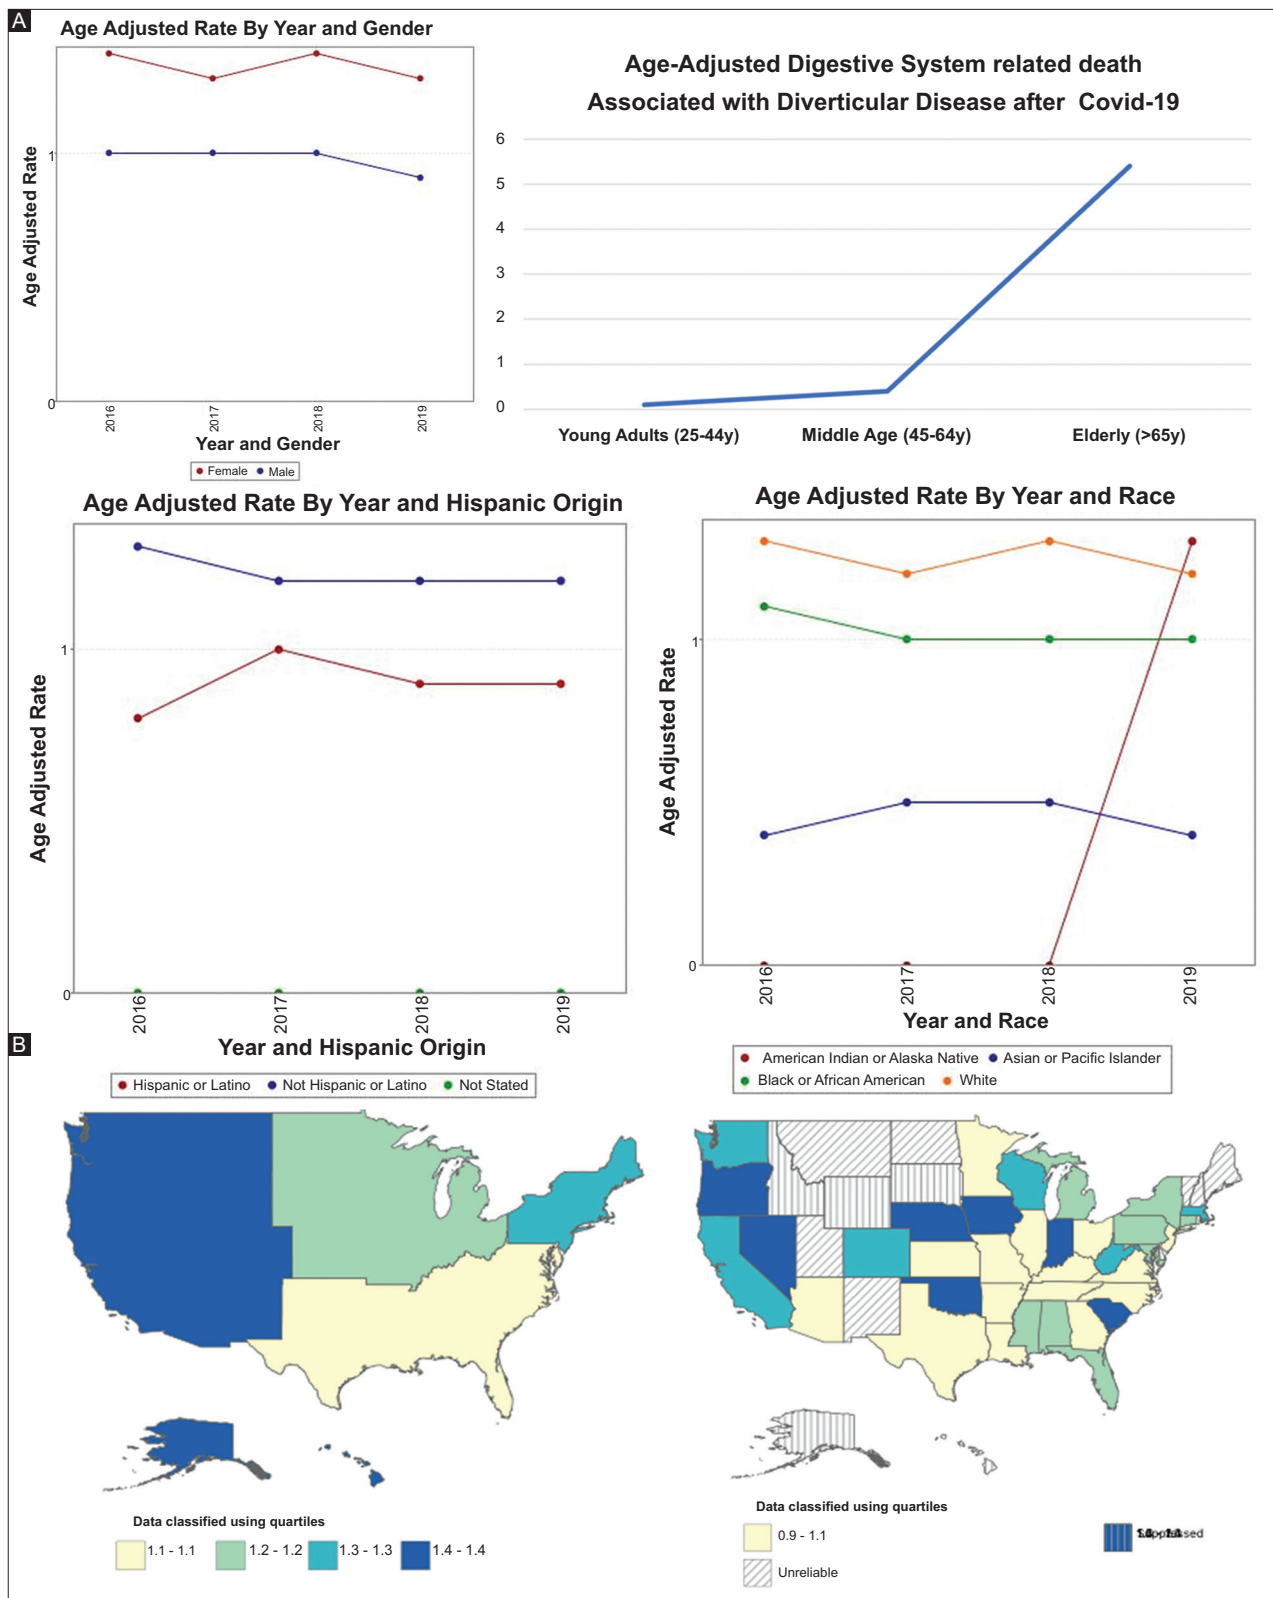 A
Age Adjusted Rate By Year and Gender
Age Adjusted Rate
1
0
2016
2017
2018
2019
Year and Gender
Female
Male
Age-Adjusted Digestive System related death
Associated with Diverticular Disease after Covid-19
6
5
4
3
2
1
0
Young Adults (25-44y)
Middle Age (45-64y)
Elderly (>65y)
Age Adjusted Rate By Year and Hispanic Origin
Age Adjusted Rate
1
0
2016
2017
2018
2019
Year and Hispanic Origin
Hispanic or Latino
Not Hispanic or Latino
Not Stated
Age Adjusted Rate By Year and Race
Age Adjusted Rate
1
0
2016
2017
2018
2019
Year and Race
American Indian or Alaska Native
Asian or Pacific Islander
Black or African American
White
B
Data classified using quartiles
1.1 - 1.1
1.2 - 1.2
1.3 - 1.3
1.4 - 1.4
Data classified using quartiles
0.9 - 1.1
Unreliable